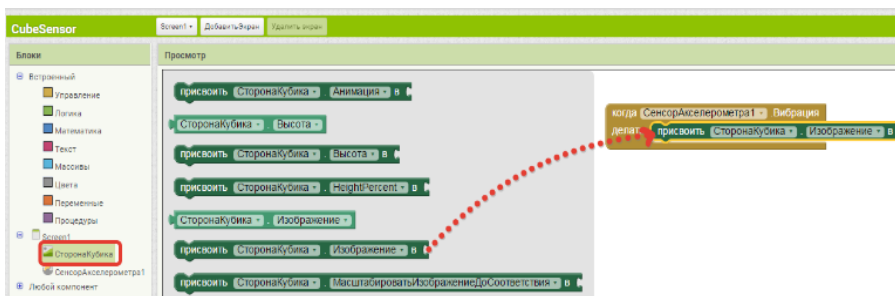 CubeSensor
Screen1
ДобавитьЭкран
Удалить экран
Блоки
Просмотр
Встроенный
Управление
Логика
Математика
Текст
Массивы
Цвета
Переменные
Процедуры
Screen1
СторонаКубика
СенсорАкселерометра1
Любой компонент
присвоить СторонаКубика . Анимация в
СторонаКубика . Высота
присвоить СторонаКубика . Высота в
присвоить СторонаКубика . HeightPercent в
СторонаКубика . Изображение
присвоить СторонаКубика . Изображение в
присвоить СторонаКубика . МасштабироватьИзображениеДоСоответствия в
когда СенсорАкселерометра1 Вибрация
делат присвоить СторонаКубика . Изображение в